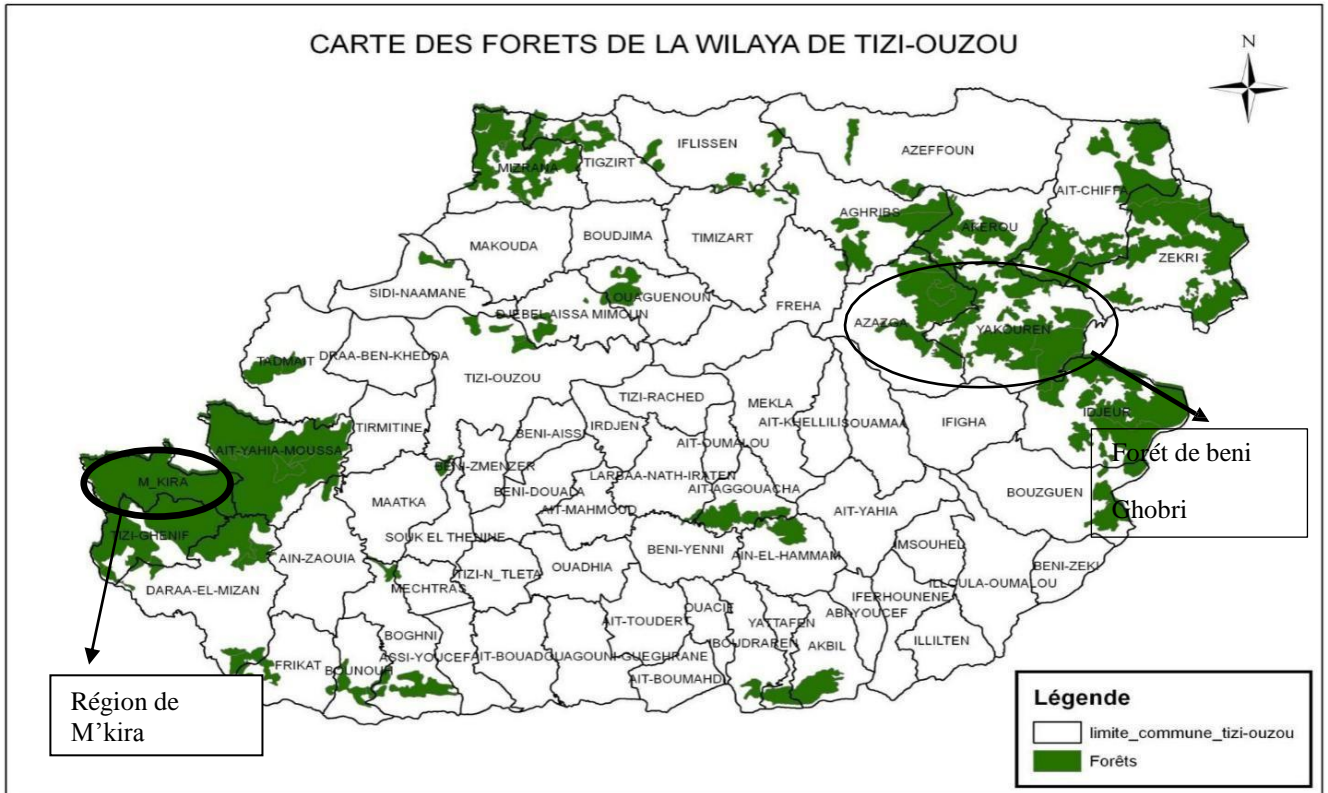 CARTE DES FORETS DE LA WILAYA DE TIZI-OUZOU
N
IFLISSEN
AZEFFOUN
MIZRANA
TIGZIRT
AIT-CHIFFA
AGHRIBS
AKEROU
MAKOUDA
BOUDJIMA
TIMIZART
ZEKRI
SIDI-NAAMANE
OUAGUENOUN
FREHA
DJEBEL AISSA MIMOUN
AZAZGA
YAKOUREN
TADMAIT
DRAA-BEN-KHEDDA
TIZI-OUZOU
TIZI-RACHED
MEKLA
IDJEUR
TIRMITINE
BENI-AISSI
IRDJEN
AIT-KHELLILI
SOUAMAA
IFIGHA
AIT-OUMALOU
AIT-YAHIA-MOUSSA
Forét de beni
Ghobri
BENI-ZMENZER
M_KIRA
LARBAA-NATH-IRATEN
MAATKA
BENI-DOUALA
AIT-AGGOUACHA
BOUZGUEN
AIT-MAHMOUD
AIT-YAHIA
TIZI-GHENIF
SOUK EL THENINE
IMSOUHEL
AIN-ZAOUIA
BENI-YENNI
AIN-EL-HAMMAM
OUADHIA
BENI-ZEKI
TIZI-N_TLETA
ILLOULA-OUMALOU
DARAA-EL-MIZAN
MECHTRAS
IFERHOUNENE
OUACIF
ABI-YOUCEF
AIT-TOUDERT
YATTAFEN
BOGHNI
IBOUDRAREN
AKBIL
ILLILTEN
ASSI-YOUCEF
AIT-BOUADOU
AGOUNI-GUEGHRANE
FRIKAT
BOUNOUH
AIT-BOUMAHDI
Région de
M’kira
Légende
limite_commune_tizi-ouzou
Forêts